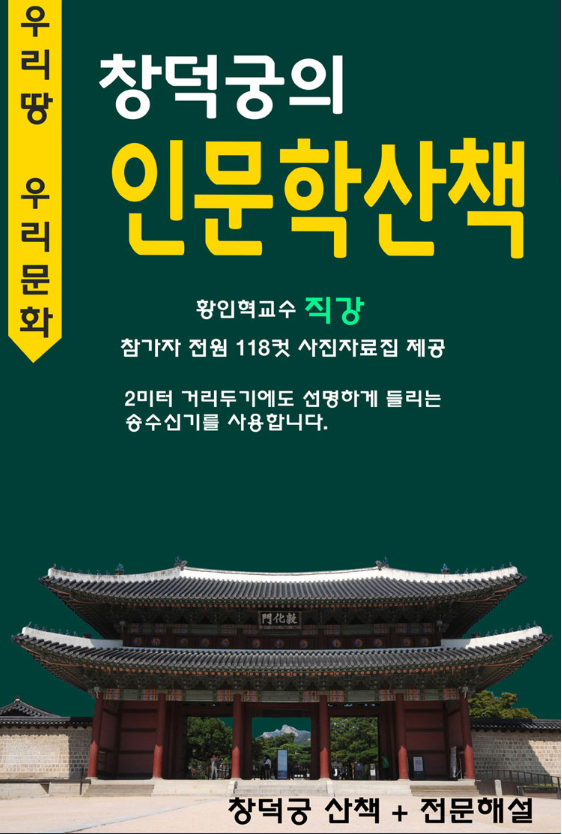 우리땅 우리문화
창덕궁의
인문학산책
황인혁교수 직강
참가자 전원 118컷 사진자료집 제공
2미터 거리두기에도 선명하게 들리는
송수신기를 사용합니다.
門化敦
창덕궁 산책 + 전문해설